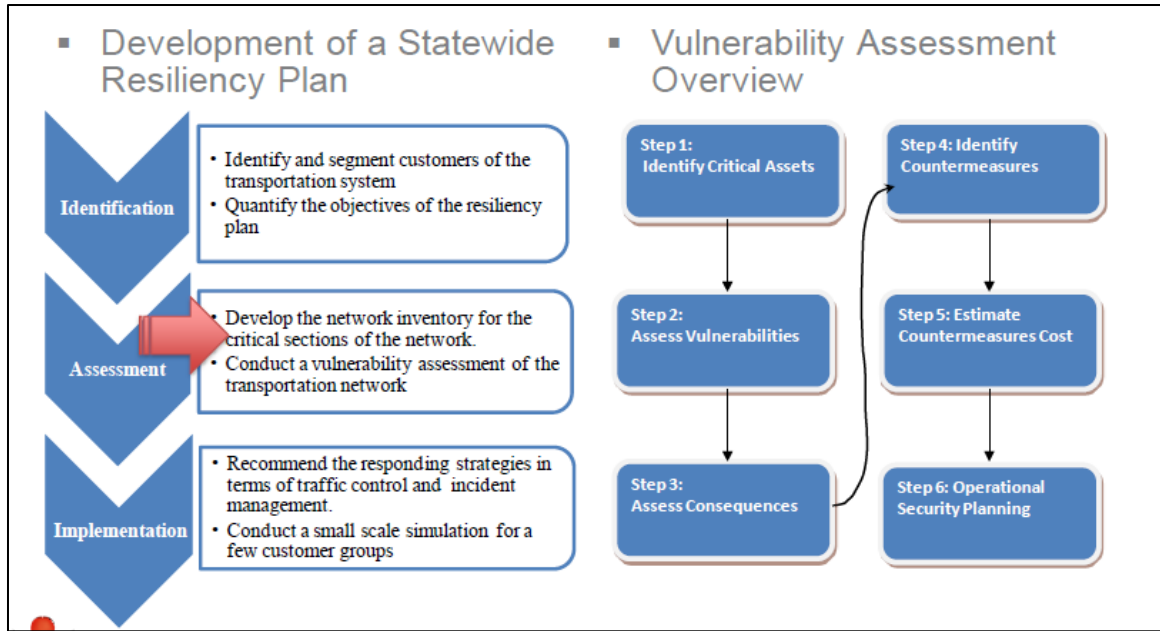 ▪ Development of a Statewide
Resiliency Plan
Identification
• Identify and segment customers of the
transportation system
• Quantify the objectives of the resiliency
plan
Assessment
• Develop the network inventory for the
critical sections of the network.
• Conduct a vulnerability assessment of the
transportation network
Implementation
• Recommend the responding strategies in
terms of traffic control and incident
management.
• Conduct a small scale simulation for a
few customer groups
▪ Vulnerability Assessment
Overview
Step 1:
Identify Critical Assets
Step 2:
Assess Vulnerabilities
Step 3:
Assess Consequences
Step 4: Identify
Countermeasures
Step 5: Estimate
Countermeasures Cost
Step 6: Operational
Security Planning